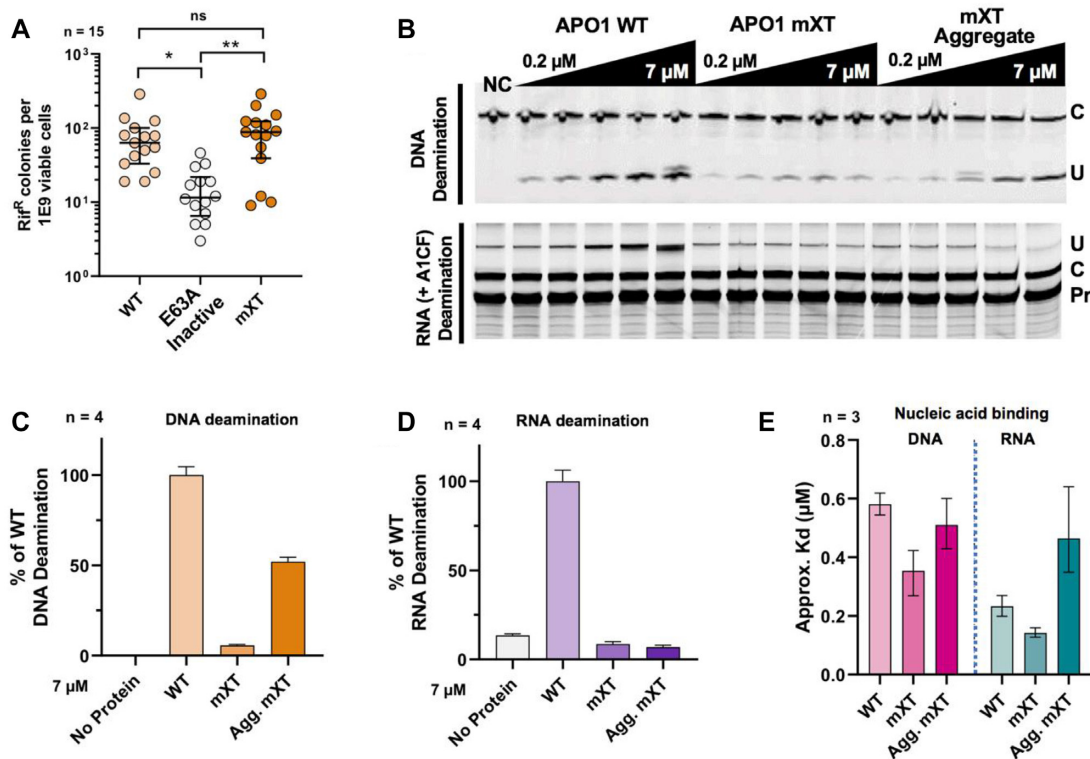 A
n = 15
ns
*
**
10³
10²
10¹
10⁰
Rifᴿ colonies per
1E9 viable cells
WT
E63A
Inactive
mXT
B
APO1 WT
APO1 mXT
mXT
Aggregate
NC
0.2 µM
7 µM
0.2 µM
7 µM
0.2 µM
7 µM
DNA
Deamination
C
U
RNA (+ A1CF)
Deamination
U
C
Pr
C
n = 4
DNA deamination
% of WT
DNA Deamination
100
50
0
7 µM
No Protein
WT
mXT
Agg. mXT
D
n = 4
RNA deamination
% of WT
RNA Deamination
100
50
0
7 µM
No Protein
WT
mXT
Agg. mXT
E
n = 3
Nucleic acid binding
DNA
RNA
Approx. Kd (µM)
0.8
0.6
0.4
0.2
0.0
WT
mXT
Agg. mXT
WT
mXT
Agg. mXT